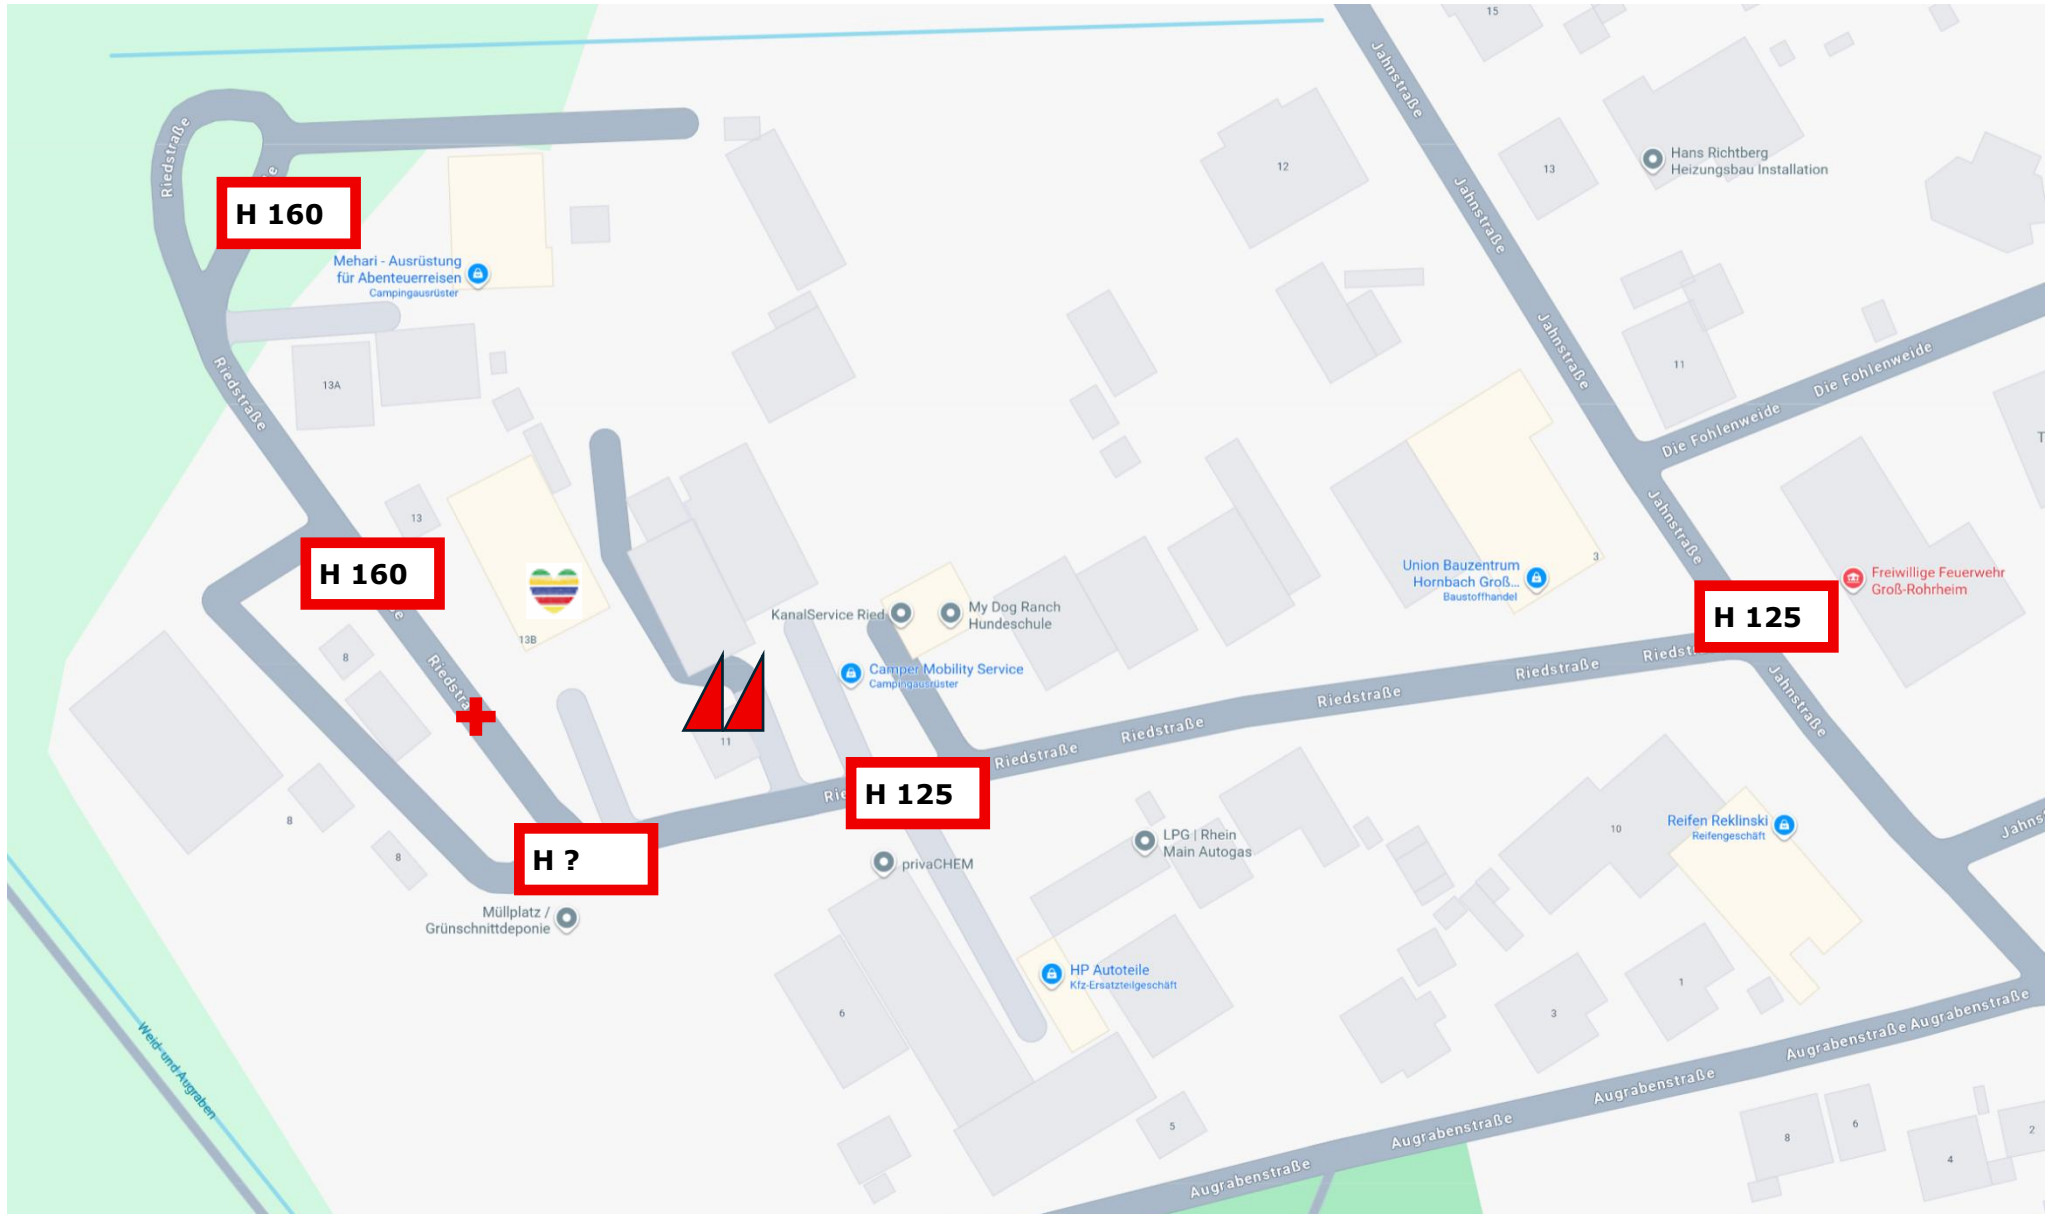 15
Jahnstraße
12
13
Hans Richtberg
Heizungsbau Installation
Riedstraße
H 160
Mehari - Ausrüstung
für Abenteuerreisen
Campingausrüster
Jahnstraße
Jahnstraße
11
Die Fohlenweide
Die Fohlenweide
13A
Riedstraße
T
Jahnstraße
13
H 160
13B
KanalService Ried
My Dog Ranch
Hundeschule
Union Bauzentrum
Hornbach Groß...
Baustoffhandel
3
Freiwillige Feuerwehr
Groß-Rohrheim
H 125
8
Camper Mobility Service
Campingausrüster
Riedstraße
Riedstraße
Riedstraße
Riedstraße
Jahnstraße
11
H 125
8
8
H ?
privaCHEM
LPG | Rhein
Main Autogas
10
Reifen Reklinski
Reifengeschäft
Müllplatz /
Grünschnittdeponie
HP Autoteile
Kfz-Ersatzteilgeschäft
6
3
1
Weid- und Augraben
Augrabenstraße
Augrabenstraße
Augrabenstraße
Augrabenstraße
Augrabenstraße
5
8
6
4
2